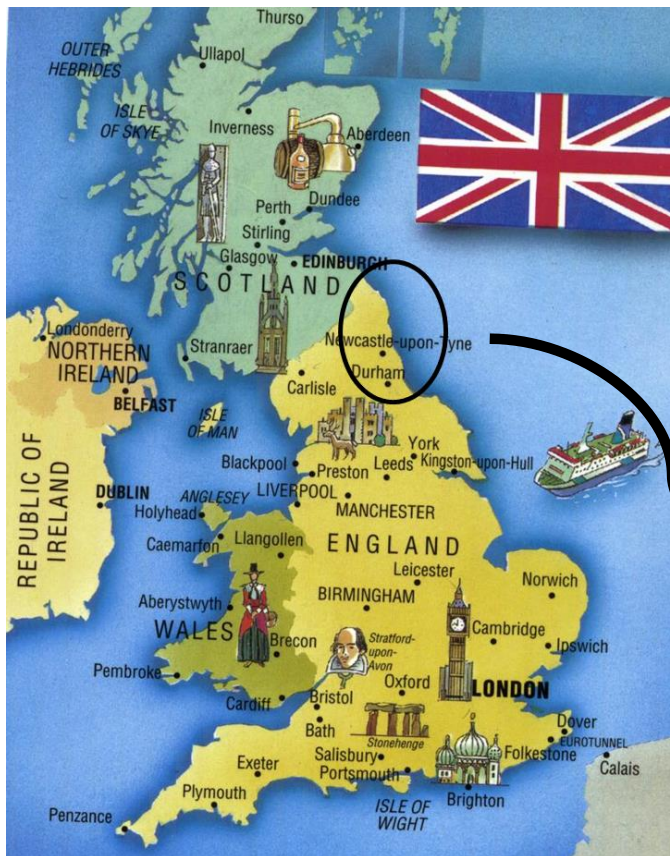 Thurso
OUTER
HEBRIDES
Ullapol
ISLE
OF SKYE
Inverness
Aberdeen
Dundee
Perth
Stirling
Glasgow
EDINBURGH
SCOTLAND
Londonderry
NORTHERN
IRELAND
BELFAST
Stranraer
Newcastle-upon-Tyne
Durham
Carlisle
ISLE
OF MAN
REPUBLIC OF
IRELAND
DUBLIN
Blackpool
Preston
York
Leeds
Kingston-upon-Hull
ANGLESEY
LIVERPOOL
MANCHESTER
Holyhead
Caemarfon
Llangollen
ENGLAND
Leicester
Norwich
Aberystwyth
BIRMINGHAM
WALES
Brecon
Stratford-
upon-
Avon
Cambridge
Ipswich
Pembroke
Cardiff
Oxford
LONDON
Bristol
Bath
Stonehenge
Dover
Folkestone
EUROTUNNEL
Calais
Exeter
Salisbury
Portsmouth
Brighton
Plymouth
ISLE OF
WIGHT
Penzance